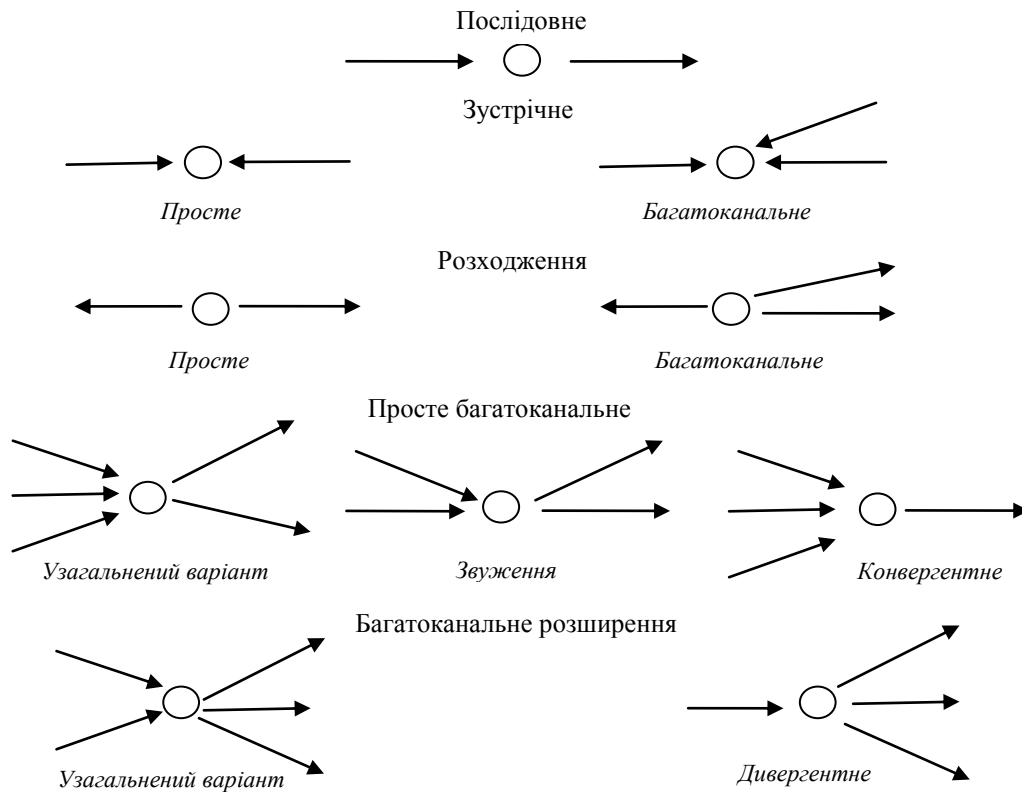 Послідовне
Зустрічне
Просте
Багатоканальне
Розходження
Просте
Багатоканальне
Просте багатоканальне
Узагальнений варіант
Звуження
Конвергентне
Багатоканальне розширення
Узагальнений варіант
Дивергентне